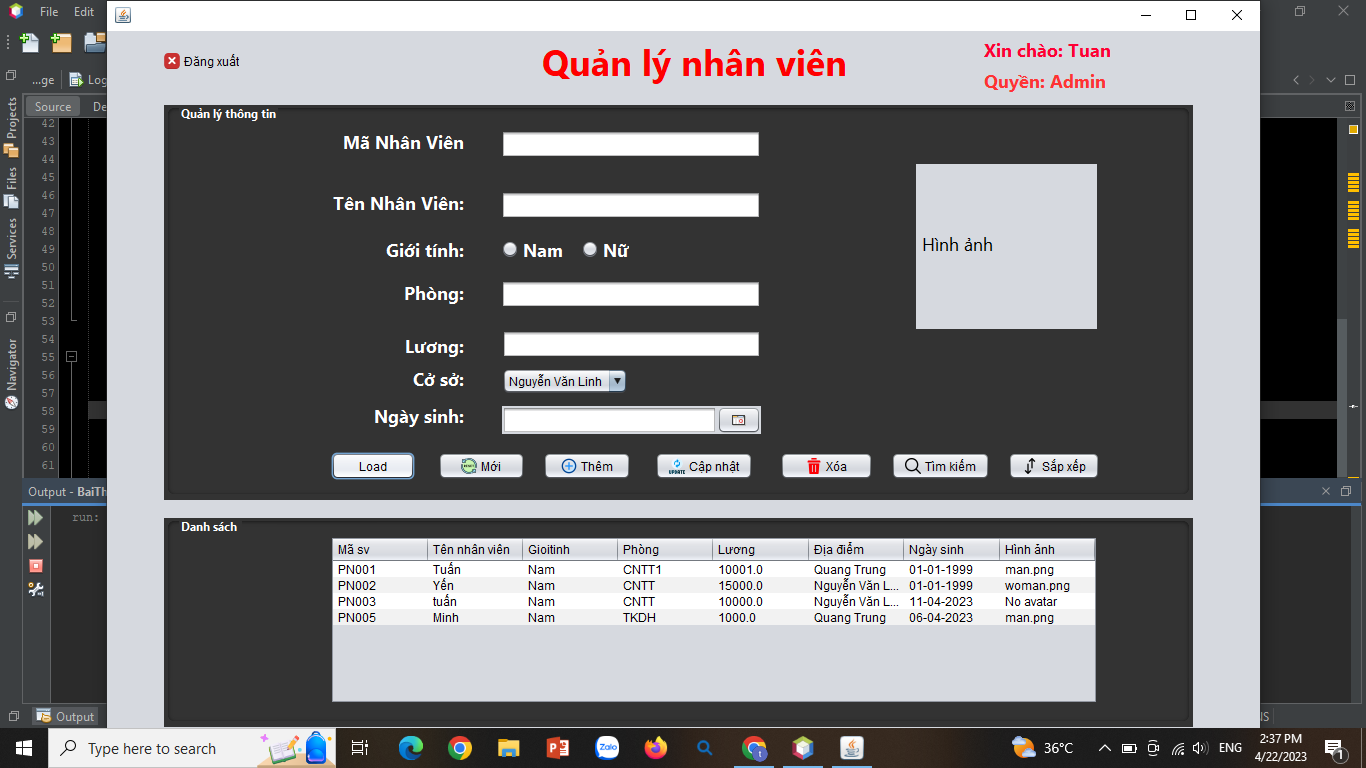 File Edit
Đăng xuất
Quản lý nhân viên
Xin chào: Tuan
Quyền: Admin
...ge Log
Source De
Projects
Files
Services
Navigator
42
43
44
45
46
47
48
49
50
51
52
53
54
55
56
57
58
59
60
61
Quản lý thông tin
Mã Nhân Viên
Tên Nhân Viên:
Giới tính: Nam Nữ
Phòng:
Lương:
Cở sở: Nguyễn Văn Linh
Ngày sinh:
Hình ảnh
Load Mới Thêm UPDATE Cập nhật Xóa Tìm kiếm Sắp xếp
Output - BaiTh
run:
Danh sách
Mã sv Tên nhân viên Gioitinh Phòng Lương Địa điểm Ngày sinh Hình ảnh
PN001 Tuấn Nam CNTT1 10001.0 Quang Trung 01-01-1999 man.png
PN002 Yến Nam CNTT 15000.0 Nguyễn Văn L... 01-01-1999 woman.png
PN003 tuấn Nam CNTT 10000.0 Nguyễn Văn L... 11-04-2023 No avatar
PN005 Minh Nam TKDH 1000.0 Quang Trung 06-04-2023 man.png
Output
Type here to search
Zalo
36°C
ENG
2:37 PM
4/22/2023
1